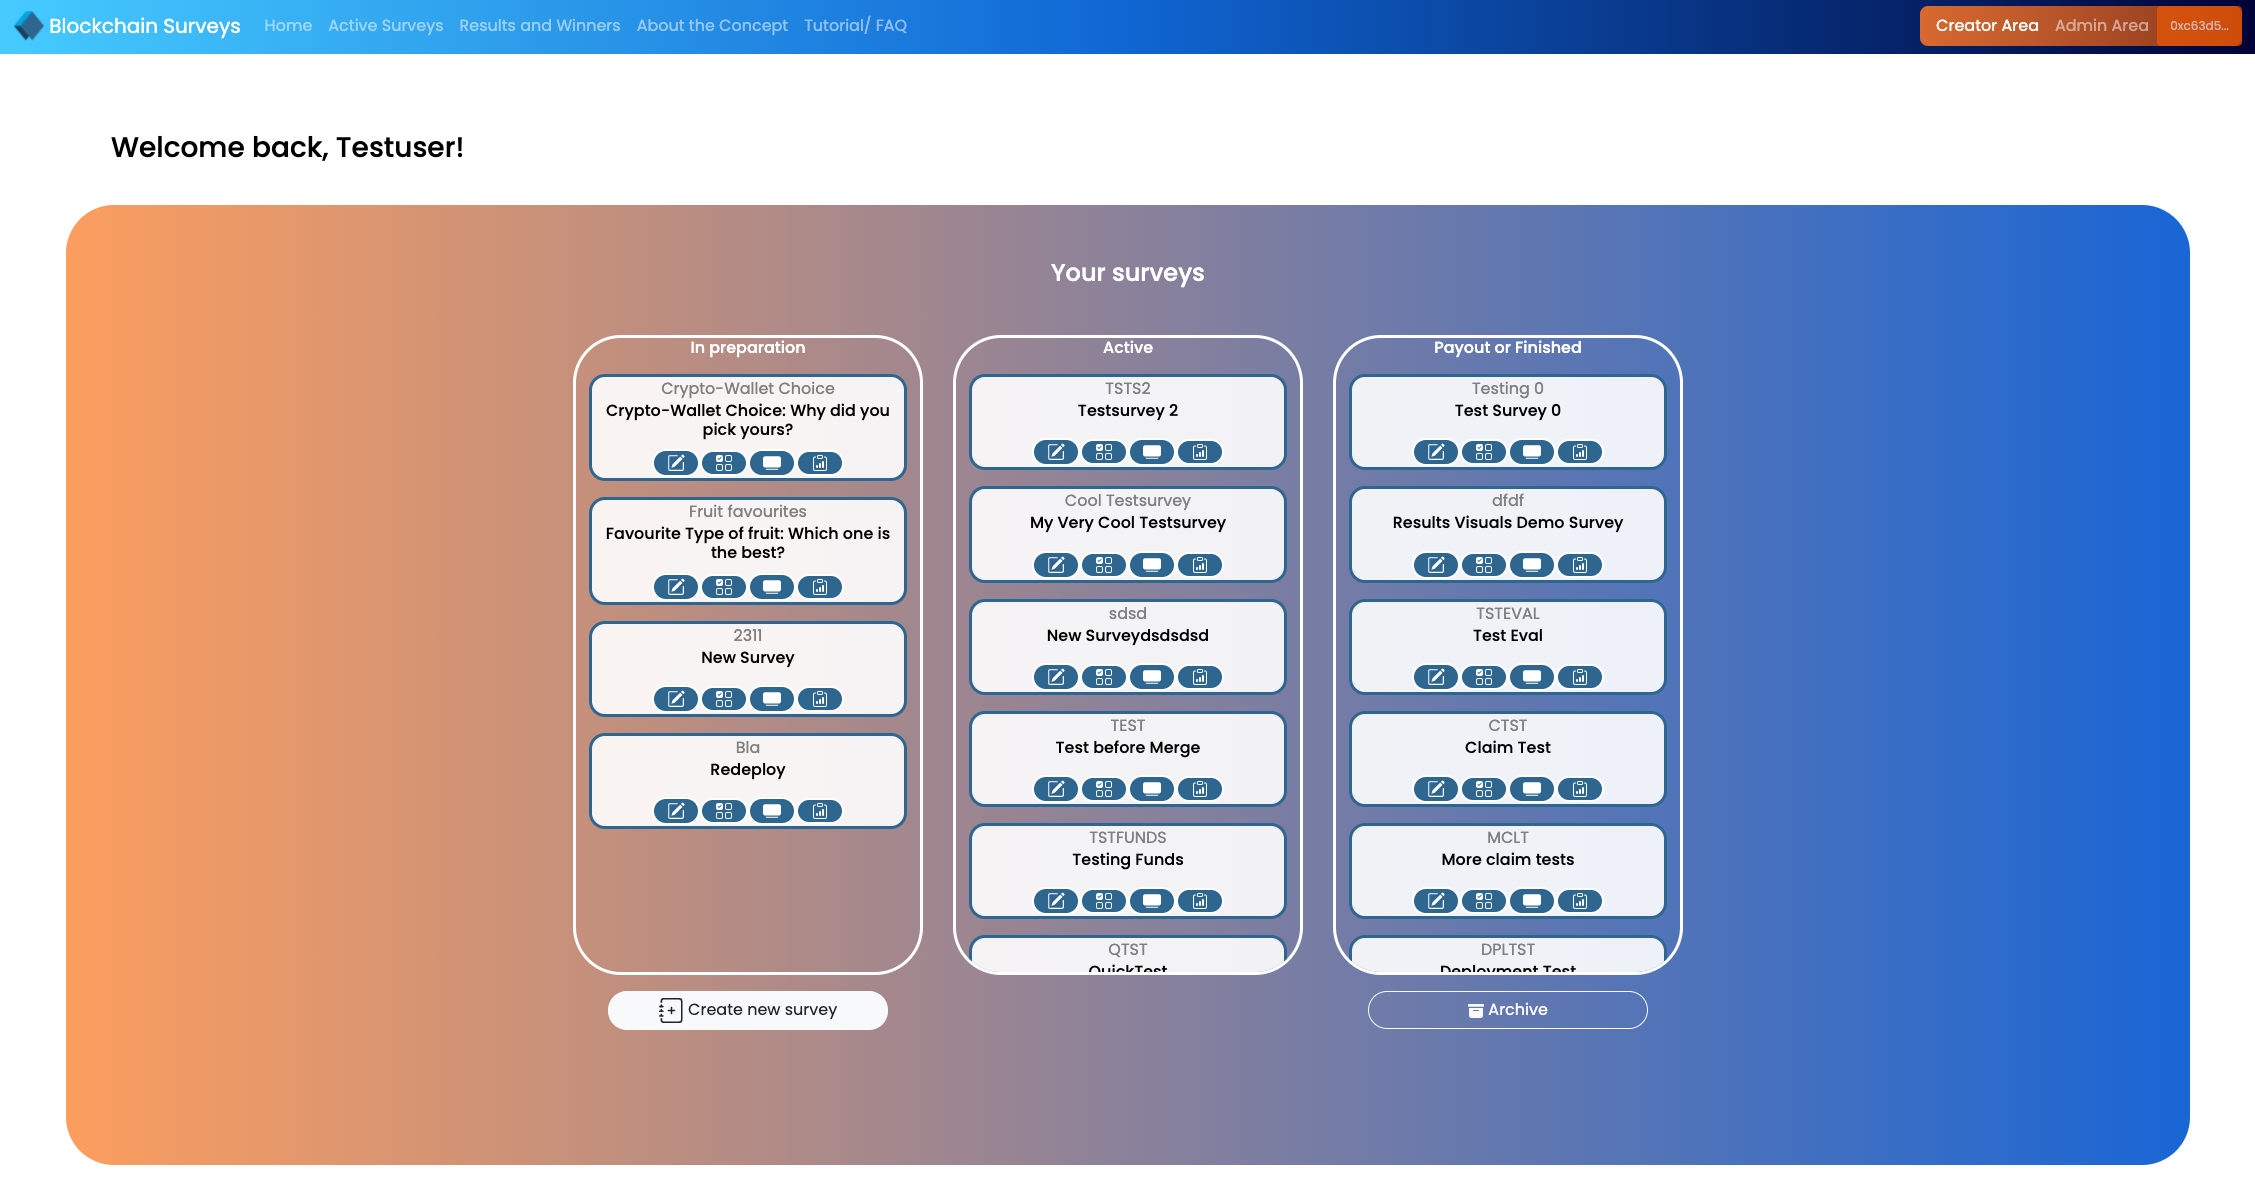 Blockchain Surveys
Home
Active Surveys
Results and Winners
About the Concept
Tutorial/ FAQ
Creator Area
Admin Area
0xc63d5...
Welcome back, Testuser!
Your surveys
In preparation
Crypto-Wallet Choice
Crypto-Wallet Choice: Why did you
pick yours?
Fruit favourites
Favourite Type of fruit: Which one is
the best?
2311
New Survey
Bla
Redeploy
Create new survey
Active
TSTS2
Testsurvey 2
Cool Testsurvey
My Very Cool Testsurvey
sdsd
New Surveydsdsdsd
TEST
Test before Merge
TSTFUNDS
Testing Funds
QTST
QuickTest
Payout or Finished
Testing 0
Test Survey 0
dfdf
Results Visuals Demo Survey
TSTEVAL
Test Eval
CTST
Claim Test
MCLT
More claim tests
DPLTST
Deployment Test
Archive